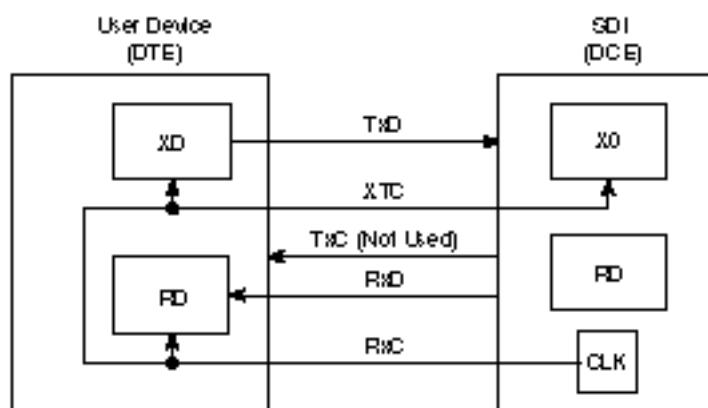 User Device
(DTE)
SDI
(DCE)
XD
TxD
X0
XTC
TxC (Not Used)
RD
RxD
RD
RxC
CLK